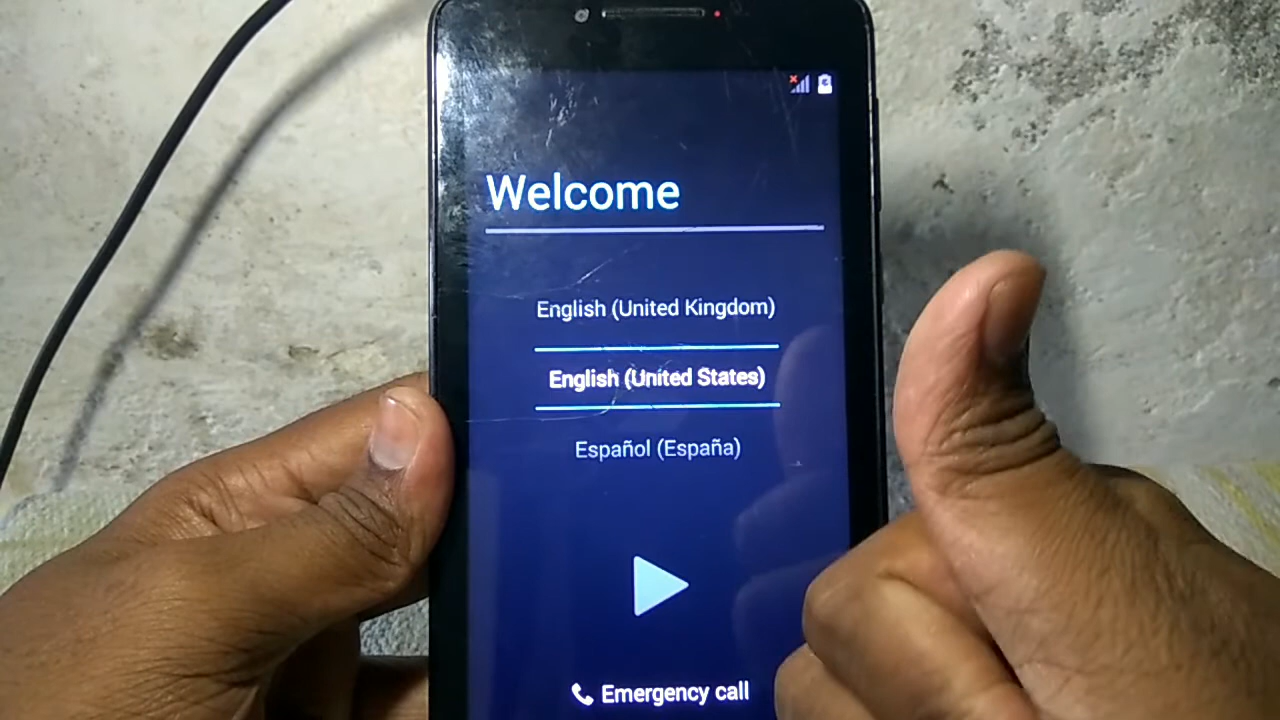 Welcome
English (United Kingdom)
English (United States)
Español (España)
Emergency call